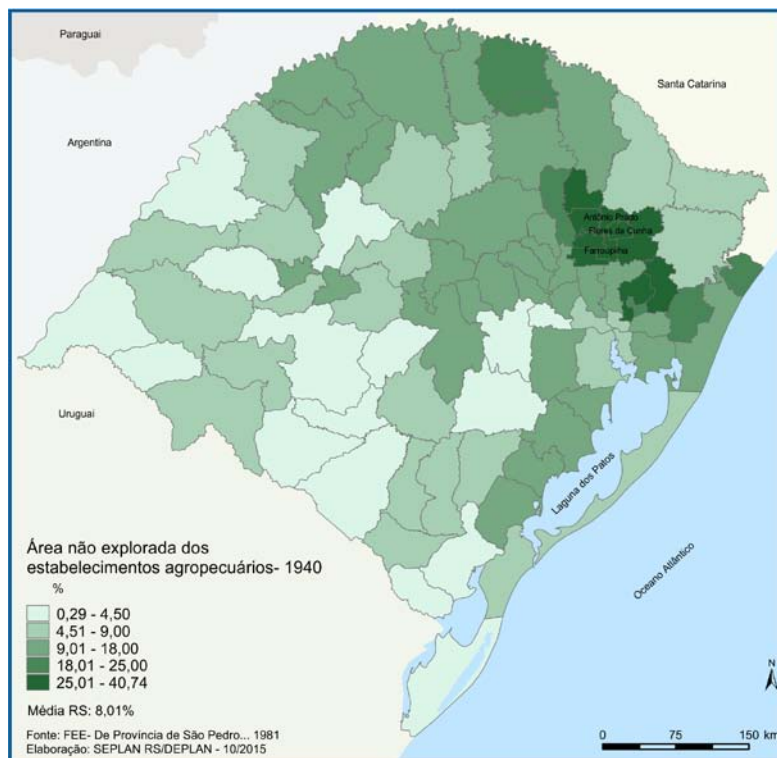 Paraguai
Santa Catarina
Argentina
Antônio Prado
Flores da Cunha
Farroupilha
Uruguai
Laguna dos Patos
Oceano Atlântico
Área não explorada dos
estabelecimentos agropecuários- 1940
%
0,29 - 4,50
4,51 - 9,00
9,01 - 18,00
18,01 - 25,00
25,01 - 40,74
Média RS: 8,01%
Fonte: FEE- De Província de São Pedro... 1981
Elaboração: SEPLAN RS/DEPLAN - 10/2015
N
0 75 150 km